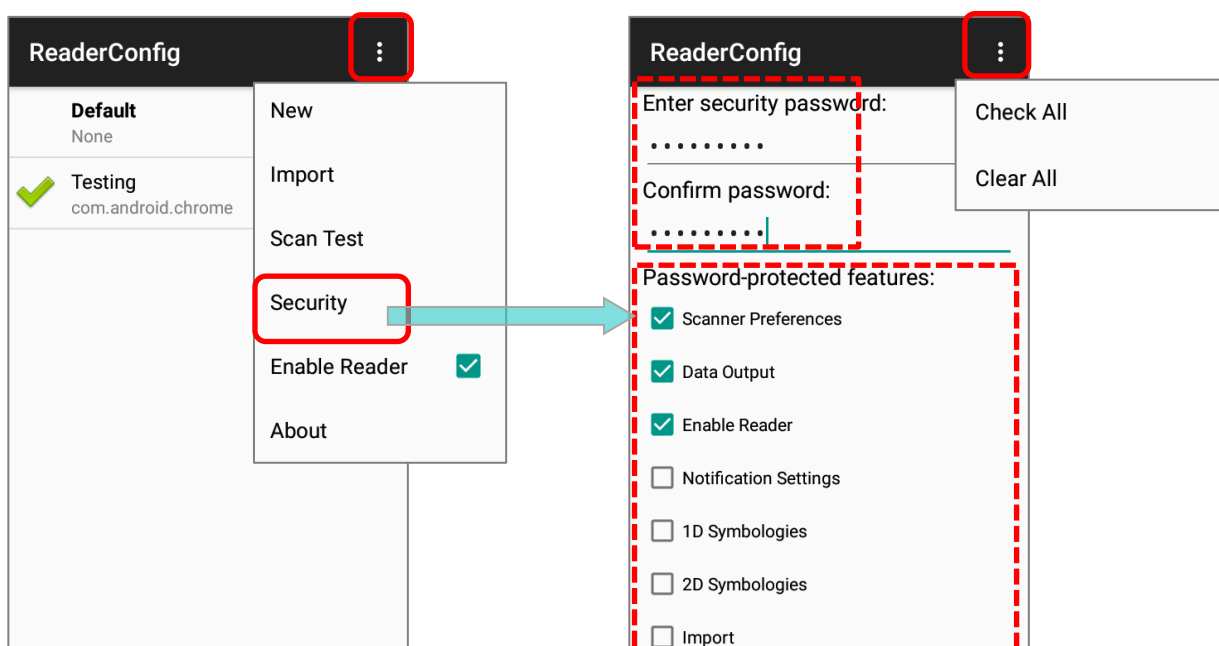 ReaderConfig
Default
None
Testing
com.android.chrome
New
Import
Scan Test
Security
Enable Reader
About
ReaderConfig
Enter security password:
.........
Confirm password:
.........
Check All
Clear All
Password-protected features:
Scanner Preferences
Data Output
Enable Reader
Notification Settings
1D Symbologies
2D Symbologies
Import